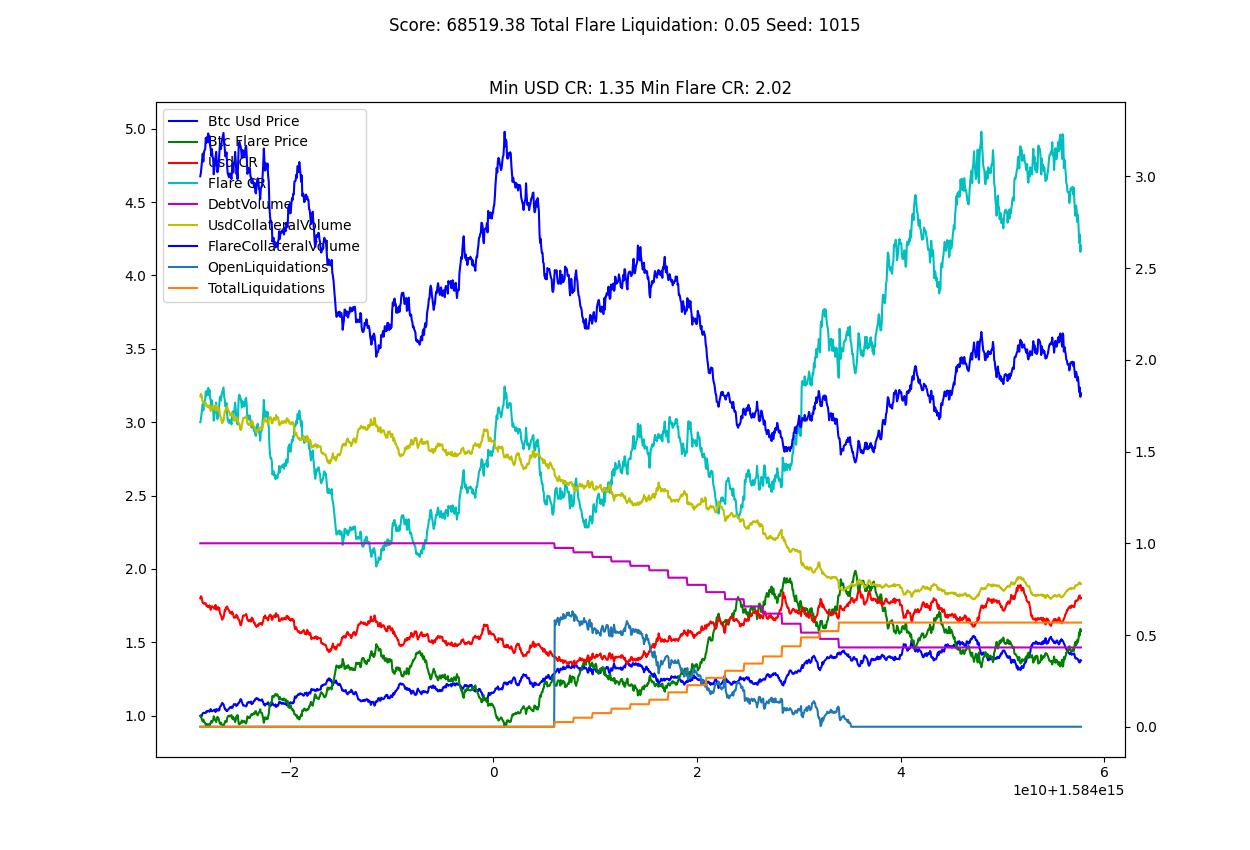 Score: 68519.38 Total Flare Liquidation: 0.05 Seed: 1015
Min USD CR: 1.35 Min Flare CR: 2.02
Btc Usd Price
Btc Flare Price
Usd CR
Flare CR
DebtVolume
UsdCollateralVolume
FlareCollateralVolume
OpenLiquidations
TotalLiquidations
5.0
4.5
4.0
3.5
3.0
2.5
2.0
1.5
1.0
3.0
2.5
2.0
1.5
1.0
0.5
0.0
−2
0
2
4
6
1e10+1.584e15